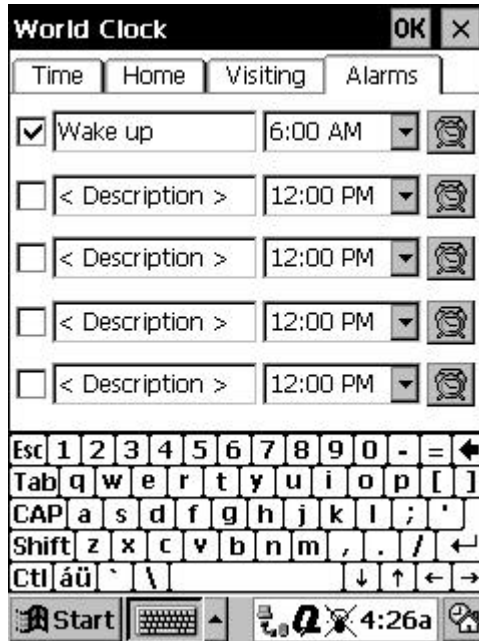 World Clock OK ×
Time Home Visiting Alarms
Wake up 6:00 AM
< Description > 12:00 PM
< Description > 12:00 PM
< Description > 12:00 PM
< Description > 12:00 PM
Esc 1 2 3 4 5 6 7 8 9 0 - = ←
Tab q w e r t y u i o p [ ]
CAP a s d f g h j k l ; '
Shift z x c v b n m , . / ↵
Ctl áü ` \ ↓ ↑ ← →
Start 4:26a